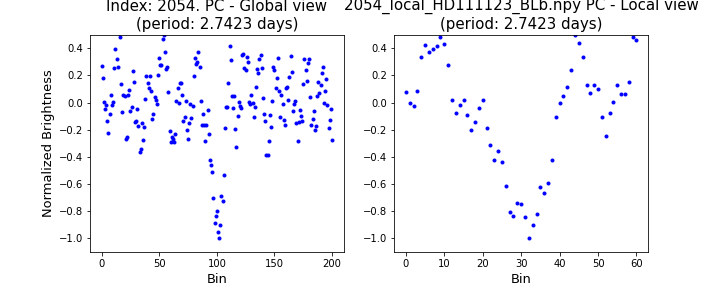 Index: 2054. PC - Global view
(period: 2.7423 days)
2054_local_HD111123_BLb.npy PC - Local view
(period: 2.7423 days)
Normalized Brightness
0.4
0.2
0.0
−0.2
−0.4
−0.6
−0.8
−1.0
0 50 100 150 200
Bin
0.4
0.2
0.0
−0.2
−0.4
−0.6
−0.8
−1.0
0 10 20 30 40 50 60
Bin